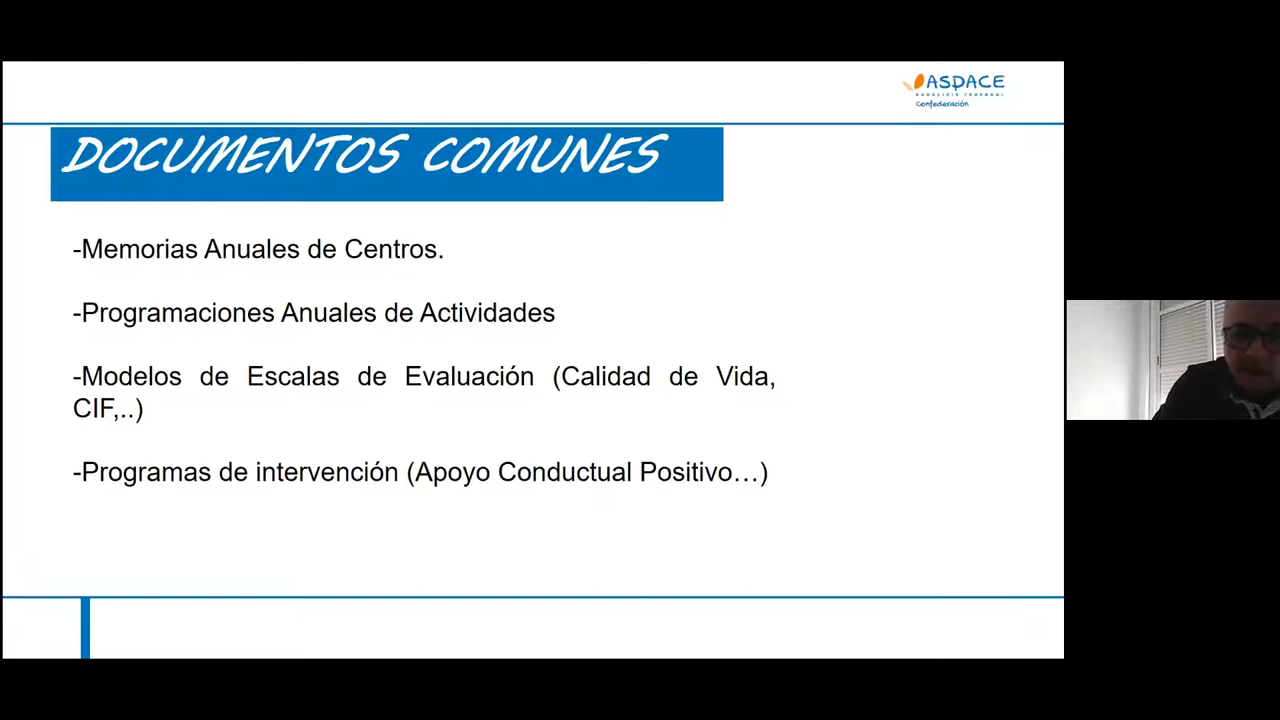 ASPACE
PARÁLISIS CEREBRAL
Confederación
DOCUMENTOS COMUNES
-Memorias Anuales de Centros.
-Programaciones Anuales de Actividades
-Modelos de Escalas de Evaluación (Calidad de Vida,
CIF,..)
-Programas de intervención (Apoyo Conductual Positivo…)